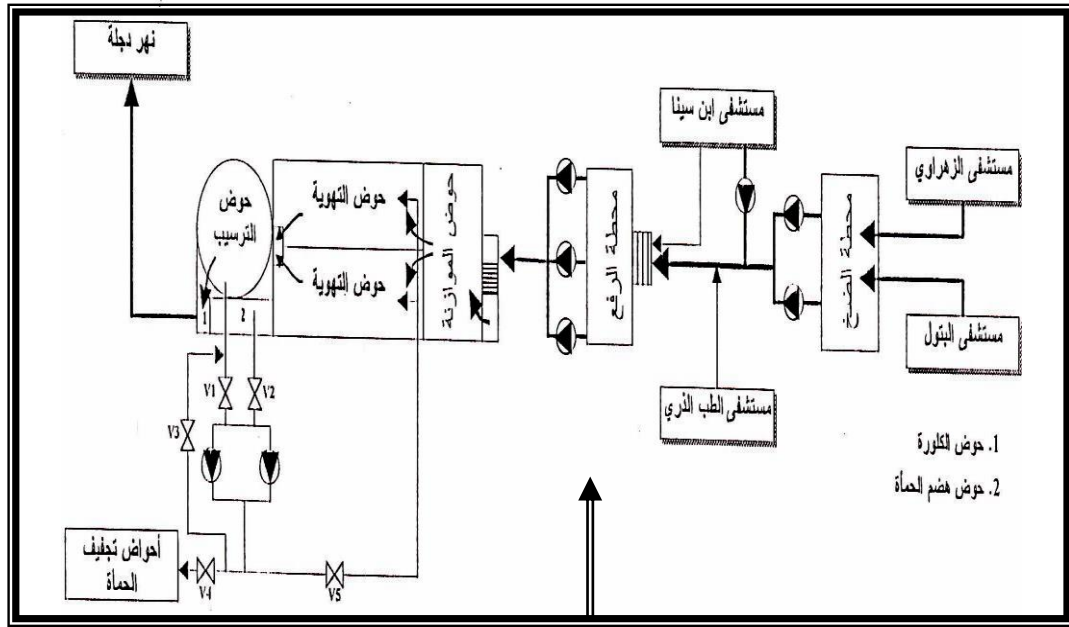 نهر دجلة
مستشفى ابن سينا
مستشفى الزهراوي
محطة الضخ
مستشفى البتول
محطة الرفع
مستشفى الطب الذري
حوض الموازنة
حوض التهوية
حوض التهوية
حوض
الترسيب
1
2
V1
V2
V3
V4
V5
أحواض تجفيف
الحمأة
1. حوض الكلورة
2. حوض هضم الحمأة